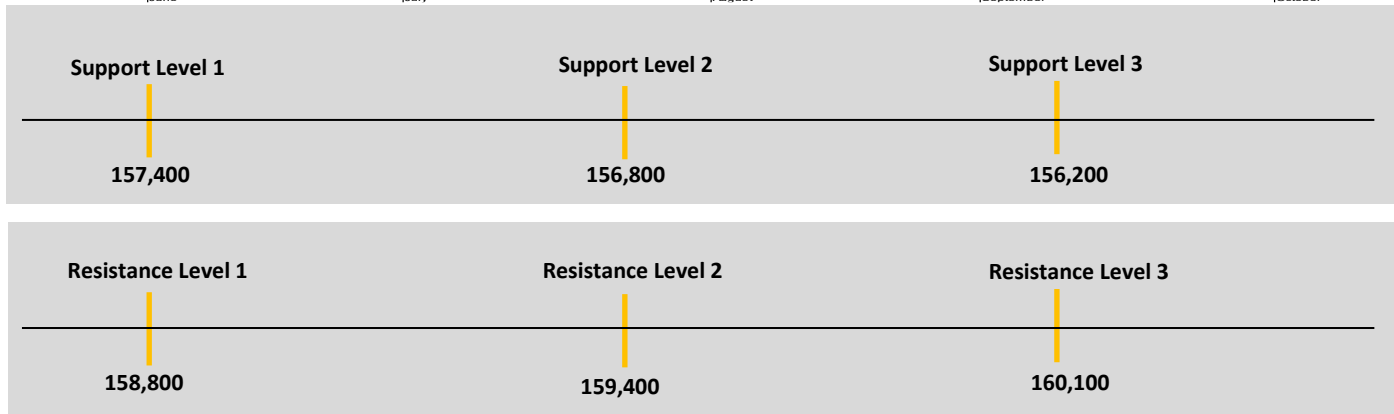 Support Level 1 Support Level 2 Support Level 3
157,400 156,800 156,200
Resistance Level 1 Resistance Level 2 Resistance Level 3
158,800 159,400 160,100